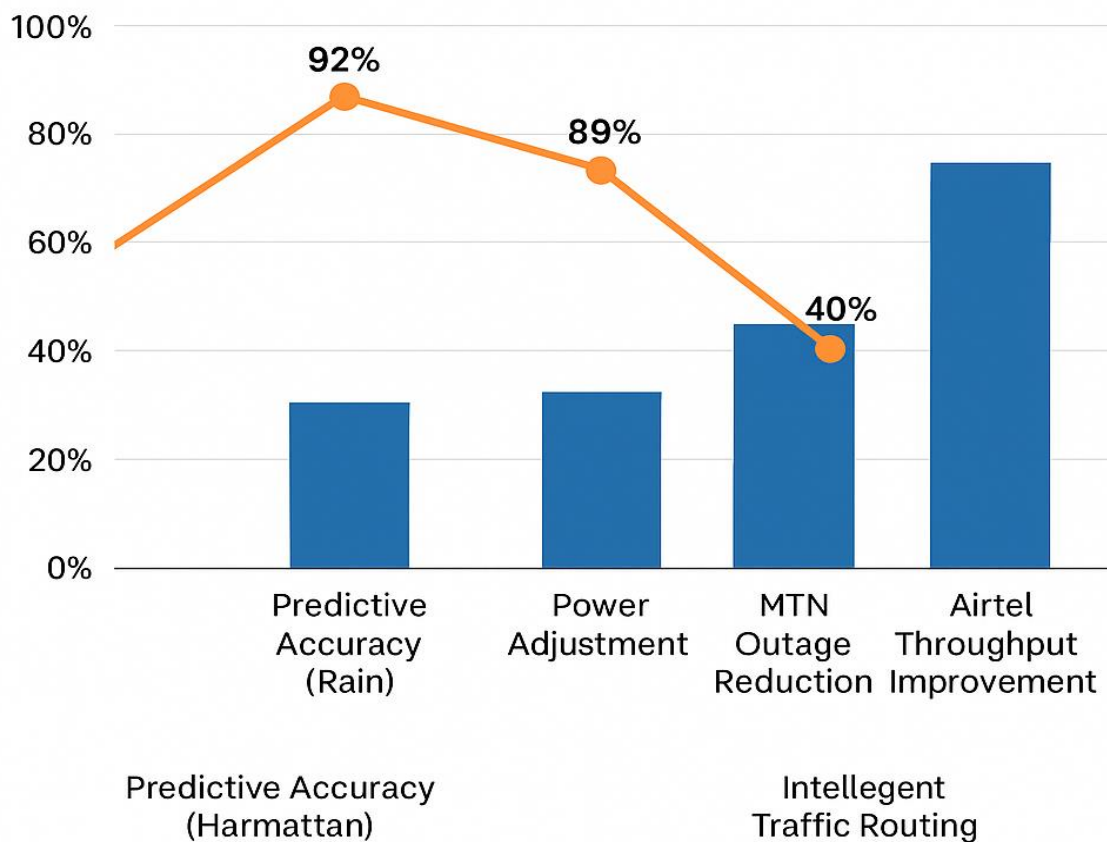 100%
92%
80%
89%
60%
40%
40%
20%
0%
Predictive
Accuracy
(Rain)
Power
Adjustment
MTN
Outage
Reduction
Airtel
Throughput
Improvement
Predictive Accuracy
(Harmattan)
Intellegent
Traffic Routing